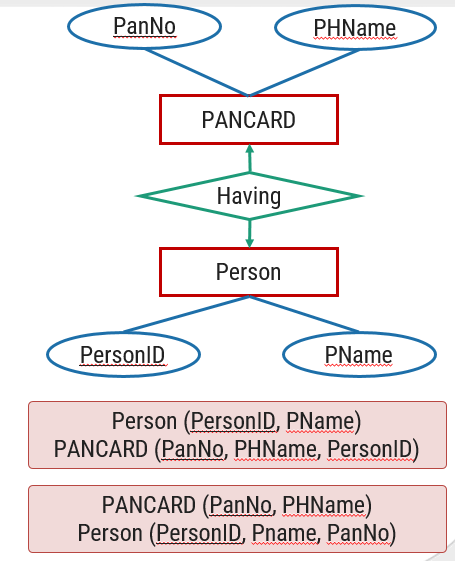 PanNo
PHName
PANCARD
Having
Person
PersonID
PName
Person (PersonID, PName)
PANCARD (PanNo, PHName, PersonID)
PANCARD (PanNo, PHName)
Person (PersonID, Pname, PanNo)